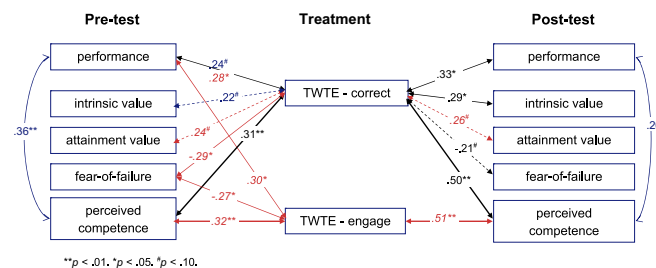 Pre-test
Treatment
Post-test
performance
intrinsic value
attainment value
fear-of-failure
perceived
competence
.36**
.24#
.28*
.22#
.24#
-.29*
.31**
.30*
-.27*
.32**
TWTE - correct
TWTE - engage
.33*
.29*
.26#
-.21#
.50**
.51**
performance
intrinsic value
attainment value
fear-of-failure
perceived
competence
**p < .01. *p < .05. #p < .10.